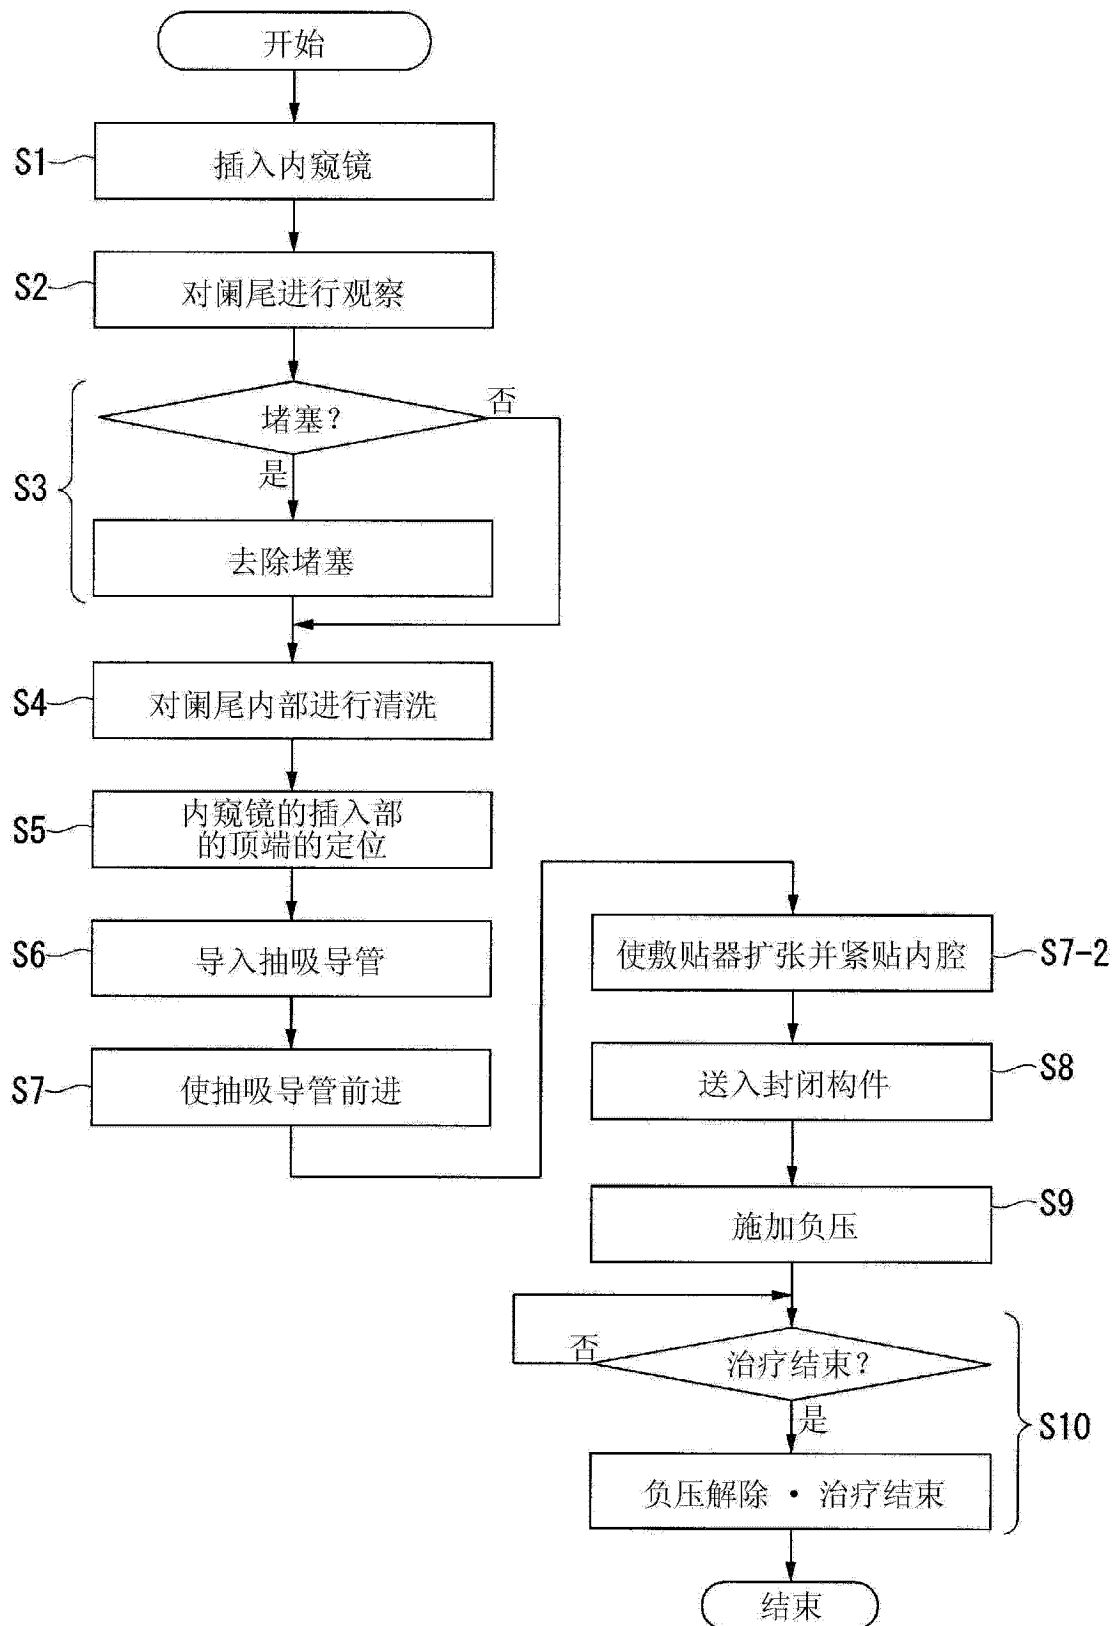 开始
S1
插入内窥镜
S2
对阑尾进行观察
S3
堵塞?
否
是
去除堵塞
S4
对阑尾内部进行清洗
S5
内窥镜的插入部
的顶端的定位
S6
导入抽吸导管
S7
使抽吸导管前进
使敷贴器扩张并紧贴内腔
S7-2
送入封闭构件
S8
施加负压
S9
治疗结束?
否
是
S10
负压解除・治疗结束
结束